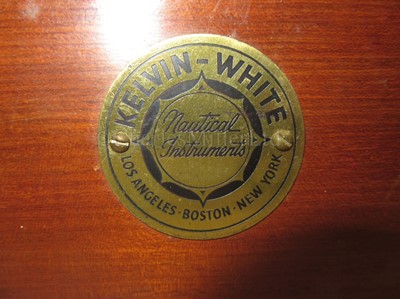 KELVIN-WHITE
Nautical
Instruments
LOS ANGELES · BOSTON · NEW YORK